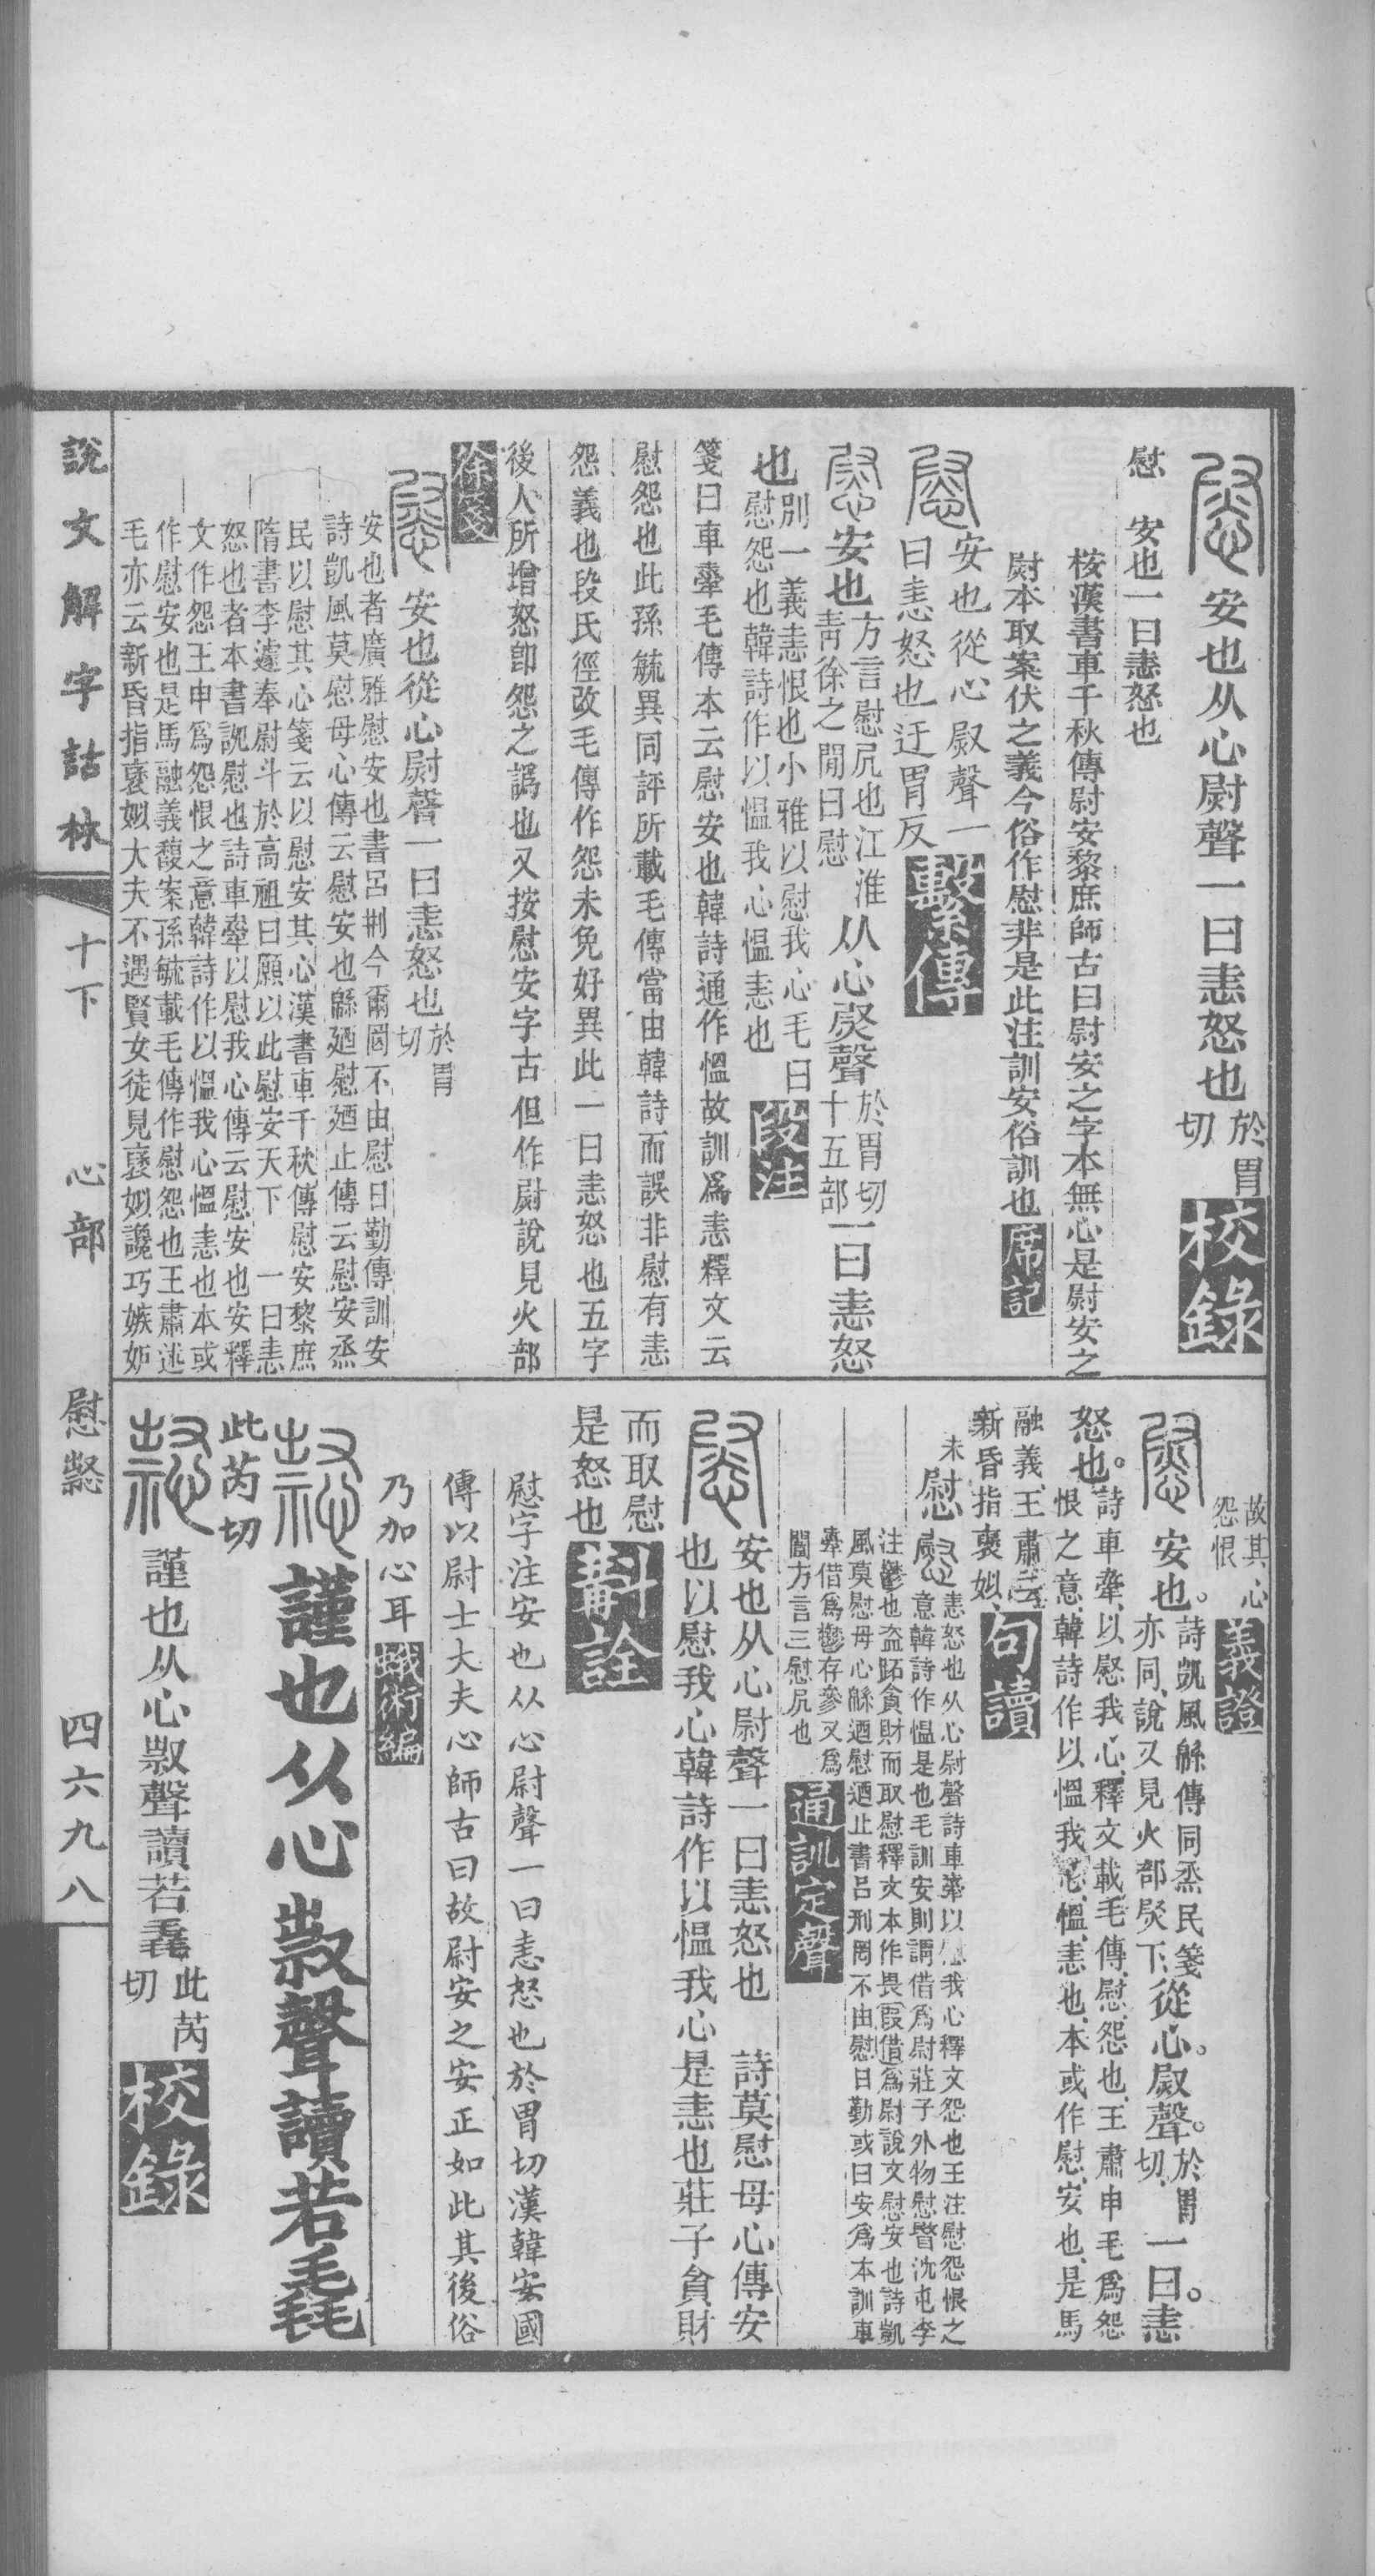 安也从心尉聲一曰恚怒也
於胃
切
校錄
慰　安也一曰恚怒也
桉漢書車千秋傳尉安黎庶師古曰尉安之字本無心是尉安之
尉本取案伏之義今俗作慰非是此注訓安俗訓也
席記
安也從心尉聲一
曰恚怒也迂胃反
繫傳
安也
方言慰凥也江淮
青徐之閒曰慰
从心𡰥聲
於胃切
十五部
一曰恚怒
也
別一義恚恨也小雅以慰我心毛曰
慰怨也韓詩作以慍我心慍恚也
段注
箋曰車舝毛傳本云慰安也韓詩通作慍故訓爲恚釋文云
慰怨也此孫毓異同評所載毛傳當由韓詩而誤非慰有恚
怨義也段氏徑改毛傳作怨未免好異此一曰恚怒也五字
後人所增怒卽怨之譌也又按慰安字古但作尉說見火部
徐箋
安也從心尉聲一曰恚怒也
於胃
切
安也者廣雅慰安也書呂刑今爾罔不由慰日勤傳訓安
詩凱風莫慰母心傳云慰安也緜廼慰廼止傳云慰安烝
民以慰其心箋云以慰安其心漢書車千秋傳慰安黎庶
隋書李渾奉尉斗於高祖曰願以此慰安天下　一曰恚
怒也者本書䛄慰也詩車舝以慰我心傳云慰安也安釋
文作怨王申爲怨恨之意韓詩作以慍我心慍恚也本或
作慰安也是馬融義馥案孫毓載毛傳作慰怨也王肅述
毛亦云新昏指褒姒大夫不遇賢女徒見褒姒讒巧嫉妒
故其心
怨恨
義證
安也。
詩凱風緜傳同烝民箋
亦同、說又見火部尉下、
從心。尉聲。
於胃
切、
一曰。恚
怒也。
詩車舝、以慰我心、釋文載、毛傳、慰、怨也、王肅申毛爲怨
恨之意、韓詩作以慍我心、慍、恚也、本或作慰、安也、是馬
融義、王肅云、
新昏指褒姒、
句讀
未
慰
恚怒也从心尉聲詩車舝以慰我心釋文怨也王注慰怨恨之
意韓詩作慍是也毛訓安則謂借爲尉莊子外物慰暋沈屯李
注鬱也盜跖貪財而取慰釋文本作畏（叚借）爲尉說文慰安也詩凱
風莫慰母心緜迺慰迺止書呂刑罔不由慰日勤或曰安爲本訓車
舝借爲鬱存參又爲
閶方言三慰凥也
通訓定聲
安也从心尉聲一曰恚怒也　詩莫慰母心傳安
也以慰我心韓詩作以慍我心是恚也莊子貪財
而取慰
是怒也
斠詮
慰字注安也从心尉聲一曰恚怒也於胃切漢韓安國
傳以尉士大夫心師古曰故尉安之安正如此其後俗
乃加心耳
蛾術編
謹也从心㕢聲讀若毳
此芮切
謹也从心㕢聲讀若毳
此芮
切
校錄
說文解字詁林
十下
心部
慰㥷
四六九八